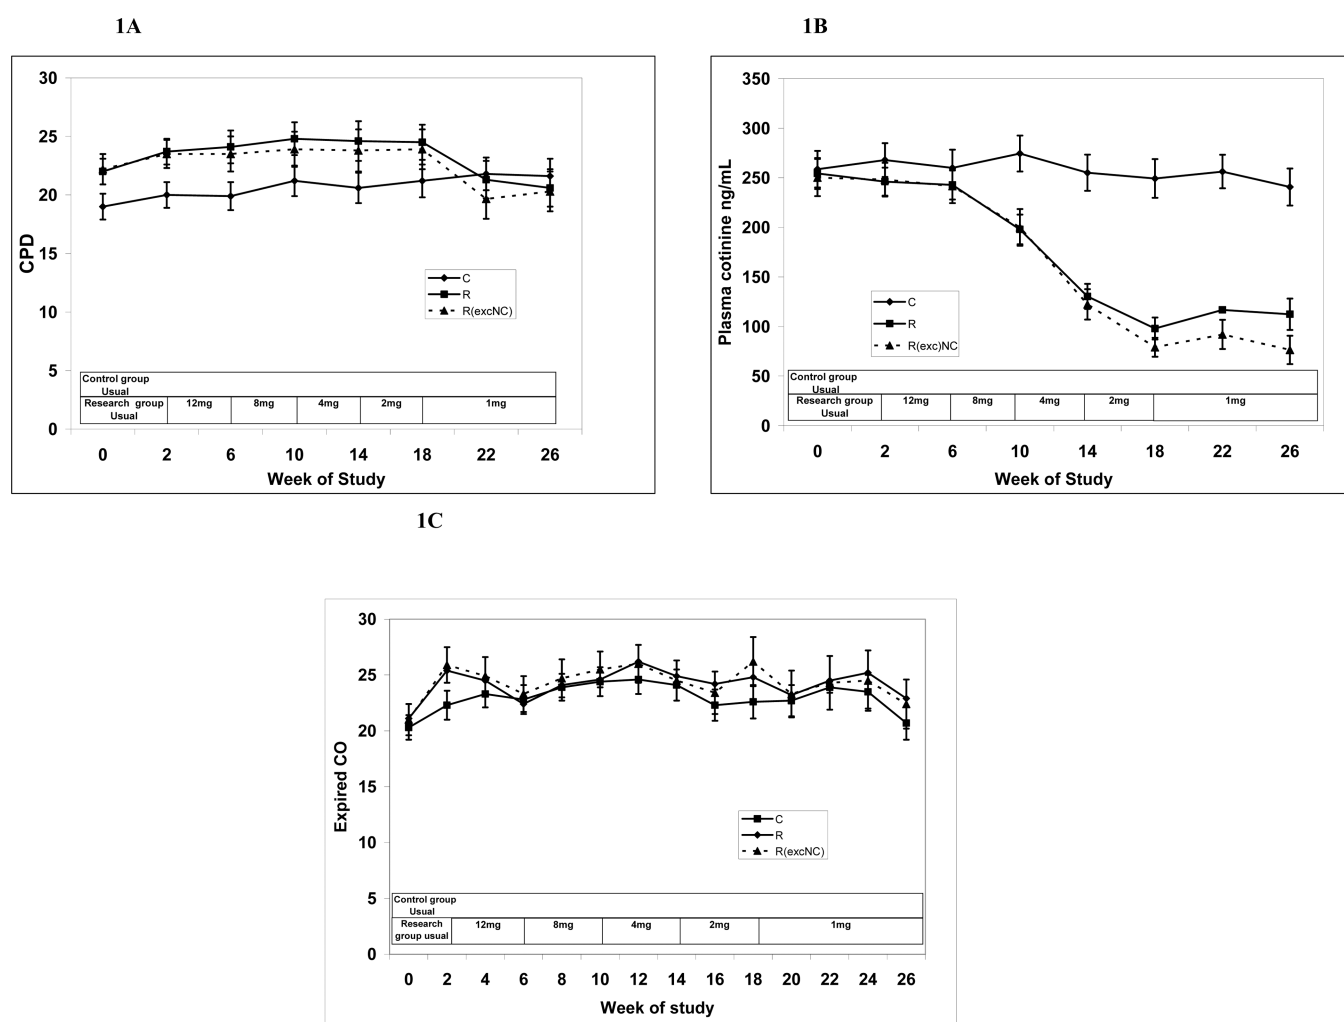 1A
30
25
20
15
10
5
0
CPD
C
R
R(excNC)
Control group
Usual
Research group
Usual
12mg
8mg
4mg
2mg
1mg
0 2 6 10 14 18 22 26
Week of Study
1B
350
300
250
200
150
100
50
0
Plasma cotinine ng/mL
C
R
R(exc)NC
Control group
Usual
Research group
Usual
12mg
8mg
4mg
2mg
1mg
0 2 6 10 14 18 22 26
Week of Study
1C
30
25
20
15
10
5
0
Expired CO
C
R
R(excNC)
Control group
Usual
Research
group usual
12mg
8mg
4mg
2mg
1mg
0 2 4 6 8 10 12 14 16 18 20 22 24 26
Week of study